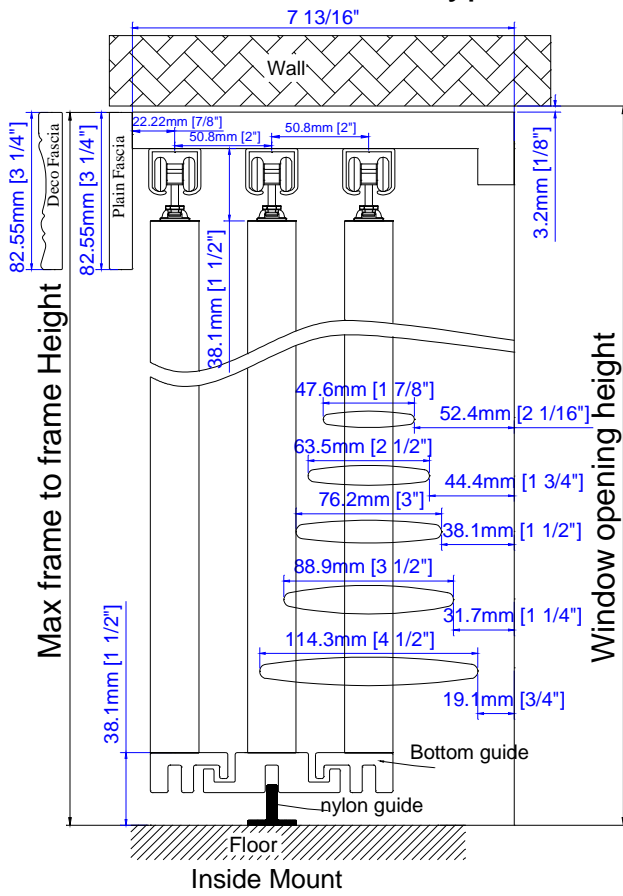 7 13/16"
Wall
22.22mm [7/8"]
50.8mm [2"]
50.8mm [2"]
Deco Fascia
82.55mm [3 1/4"]
Plain Fascia
82.55mm [3 1/4"]
3.2mm [1/8"]
38.1mm [1 1/2"]
Max frame to frame Height
Window opening height
47.6mm [1 7/8"]
52.4mm [2 1/16"]
63.5mm [2 1/2"]
44.4mm [1 3/4"]
76.2mm [3"]
38.1mm [1 1/2"]
88.9mm [3 1/2"]
31.7mm [1 1/4"]
114.3mm [4 1/2"]
19.1mm [3/4"]
38.1mm [1 1/2"]
Bottom guide
nylon guide
Floor
Inside Mount